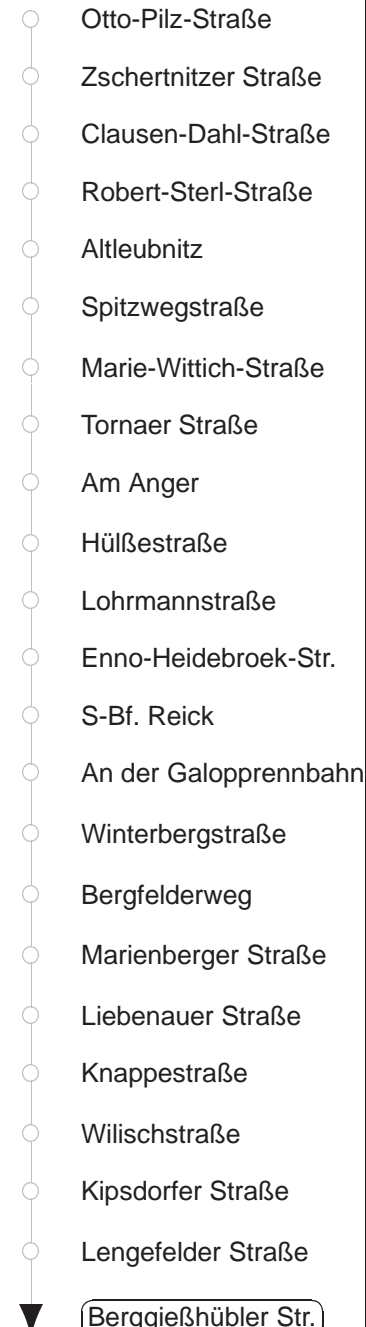 Otto-Pilz-Straße
Zschertnitzer Straße
Clausen-Dahl-Straße
Robert-Sterl-Straße
Altleubnitz
Spitzwegstraße
Marie-Wittich-Straße
Tornaer Straße
Am Anger
Hülßestraße
Lohrmannstraße
Enno-Heidebroek-Str.
S-Bf. Reick
An der Galopprennbahn
Winterbergstraße
Bergfelderweg
Marienberger Straße
Liebenauer Straße
Knappestraße
Wilischstraße
Kipsdorfer Straße
Lengefelder Straße
Berggießhübler Str.